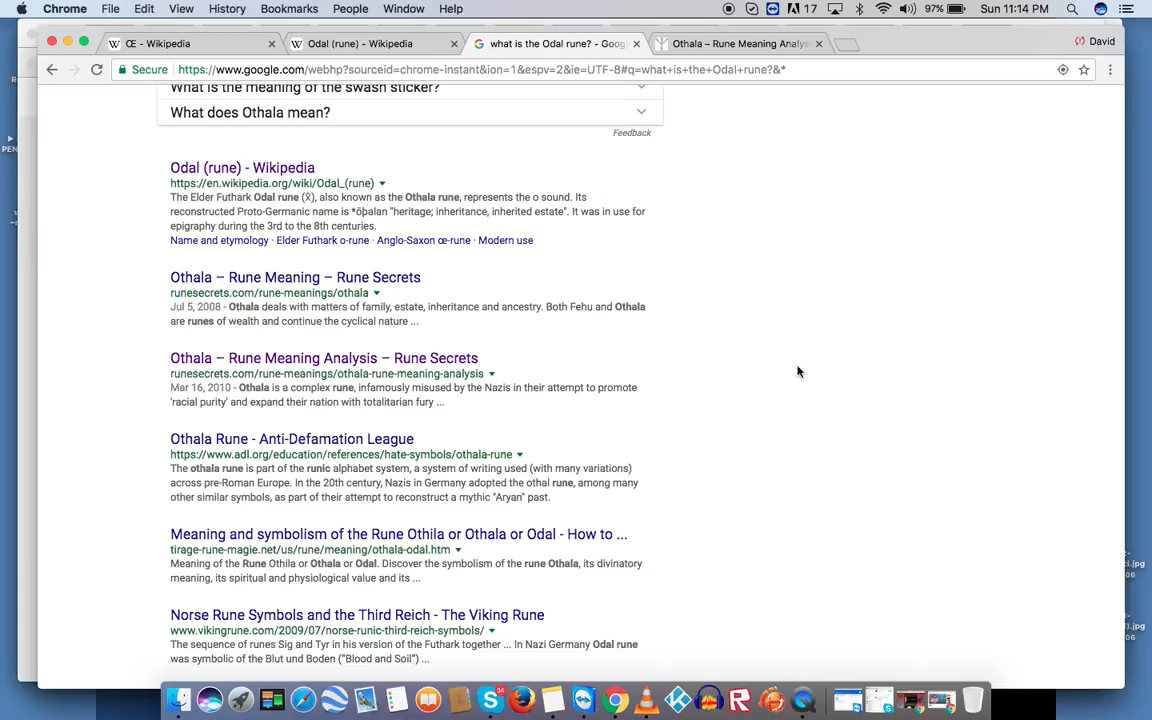 Chrome File Edit View History Bookmarks People Window Help 17 97% Sun 11:14 PM
Œ - Wikipedia × Odal (rune) - Wikipedia × what is the Odal rune? - Goo × Othala – Rune Meaning Analys × David
Secure https://www.google.com/webhp?sourceid=chrome-instant&ion=1&espv=2&ie=UTF-8#q=what+is+the+Odal+rune?&*
What is the meaning of the swash sticker?
What does Othala mean?
Feedback
Odal (rune) - Wikipedia
https://en.wikipedia.org/wiki/Odal_(rune)
The Elder Futhark Odal rune (ᛟ), also known as the Othala rune, represents the o sound. Its
reconstructed Proto-Germanic name is *ōþalan "heritage; inheritance, inherited estate". It was in use for
epigraphy during the 3rd to the 8th centuries.
Name and etymology · Elder Futhark o-rune · Anglo-Saxon œ-rune · Modern use
Othala – Rune Meaning – Rune Secrets
runesecrets.com/rune-meanings/othala
Jul 5, 2008 - Othala deals with matters of family, estate, inheritance and ancestry. Both Fehu and Othala
are runes of wealth and continue the cyclical nature ...
Othala – Rune Meaning Analysis – Rune Secrets
runesecrets.com/rune-meanings/othala-rune-meaning-analysis
Mar 16, 2010 - Othala is a complex rune, infamously misused by the Nazis in their attempt to promote
'racial purity' and expand their nation with totalitarian fury ...
Othala Rune - Anti-Defamation League
https://www.adl.org/education/references/hate-symbols/othala-rune
The othala rune is part of the runic alphabet system, a system of writing used (with many variations)
across pre-Roman Europe. In the 20th century, Nazis in Germany adopted the othal rune, among many
other similar symbols, as part of their attempt to reconstruct a mythic "Aryan" past.
Meaning and symbolism of the Rune Othila or Othala or Odal - How to ...
tirage-rune-magie.net/us/rune/meaning/othala-odal.htm
Meaning of the Rune Othila or Othala or Odal. Discover the symbolism of the rune Othala, its divinatory
meaning, its spiritual and physiological value and its ...
Norse Rune Symbols and the Third Reich - The Viking Rune
www.vikingrune.com/2009/07/norse-runic-third-reich-symbols/
The sequence of runes Sig and Tyr in his version of the Futhark together ... In Nazi Germany Odal rune
was symbolic of the Blut und Boden ("Blood and Soil") ...
34